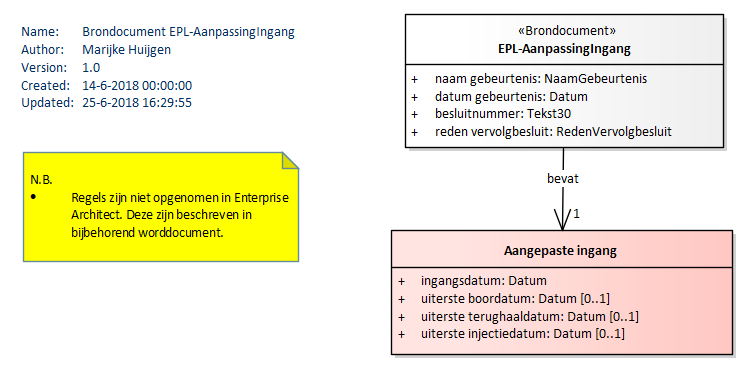 Name: Brondocument EPL-AanpassingIngang
Author: Marijke Huijgen
Version: 1.0
Created: 14-6-2018 00:00:00
Updated: 25-6-2018 16:29:55
N.B.
• Regels zijn niet opgenomen in Enterprise
Architect. Deze zijn beschreven in
bijbehorend worddocument.
«Brondocument»
EPL-AanpassingIngang
+ naam gebeurtenis: NaamGebeurtenis
+ datum gebeurtenis: Datum
+ besluitnummer: Tekst30
+ reden vervolgbesluit: RedenVervolgbesluit
bevat
1
Aangepaste ingang
+ ingangsdatum: Datum
+ uiterste boordatum: Datum [0..1]
+ uiterste terughaaldatum: Datum [0..1]
+ uiterste injectiedatum: Datum [0..1]